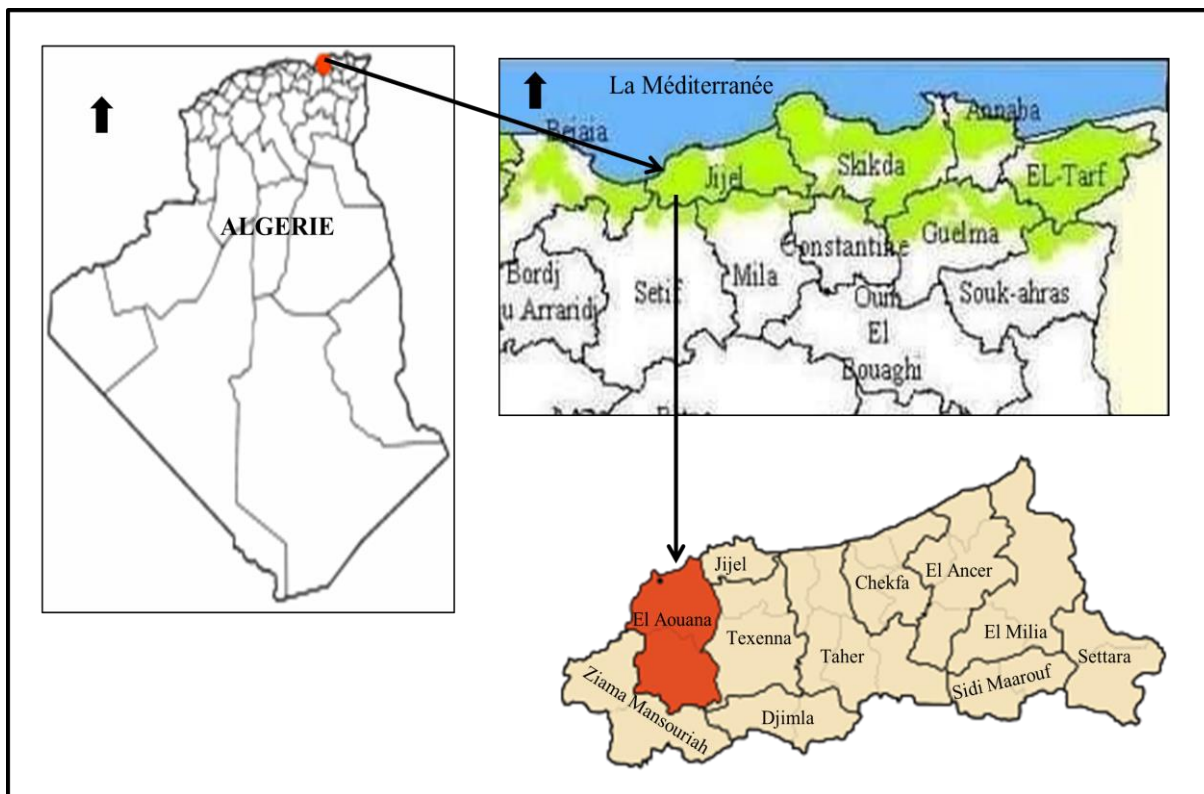 ALGERIE
La Méditerranée
Bejaia
Annaba
Jijel
Skikda
EL-Tarf
Constantine
Guelma
Bordj
Setif
Mila
Souk-ahras
u Arraridj
Oum
El
Bouaghi
Jijel
Chekfa
El Ancer
El Aouana
Texenna
Taher
El Milia
Settara
Ziama Mansouriah
Sidi Maarouf
Djimla